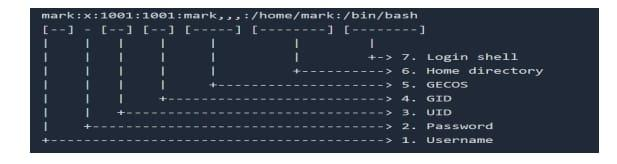 mark:x:1001:1001:mark,,,:/home/mark:/bin/bash
[--] - [--] [--] [-----] [--------] [--------]
|    |   |    |     |         |        |
|    |   |    |     |         |        +-> 7. Login shell
|    |   |    |     |         +----------> 6. Home directory
|    |   |    |     +--------------------> 5. GECOS
|    |   |    +--------------------------> 4. GID
|    |   +-------------------------------> 3. UID
|    +-----------------------------------> 2. Password
+----------------------------------------> 1. Username